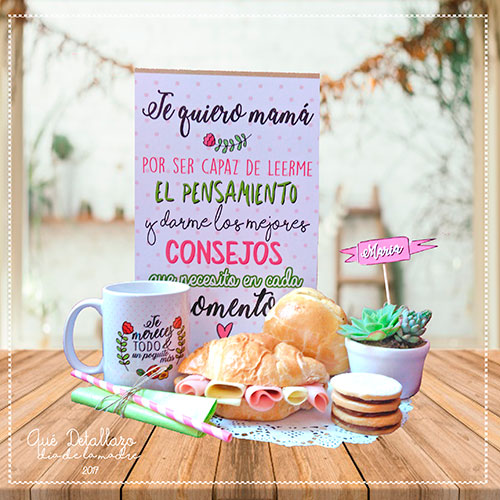 Te quiero mamá
POR SER CAPAZ DE LEERME
EL PENSAMIENTO
y darme los mejores
CONSEJOS
que necesito en cada
momento
María
Te
mereces
TODO &
un poquito
más
Qué Detallazo
día de la madre
2017